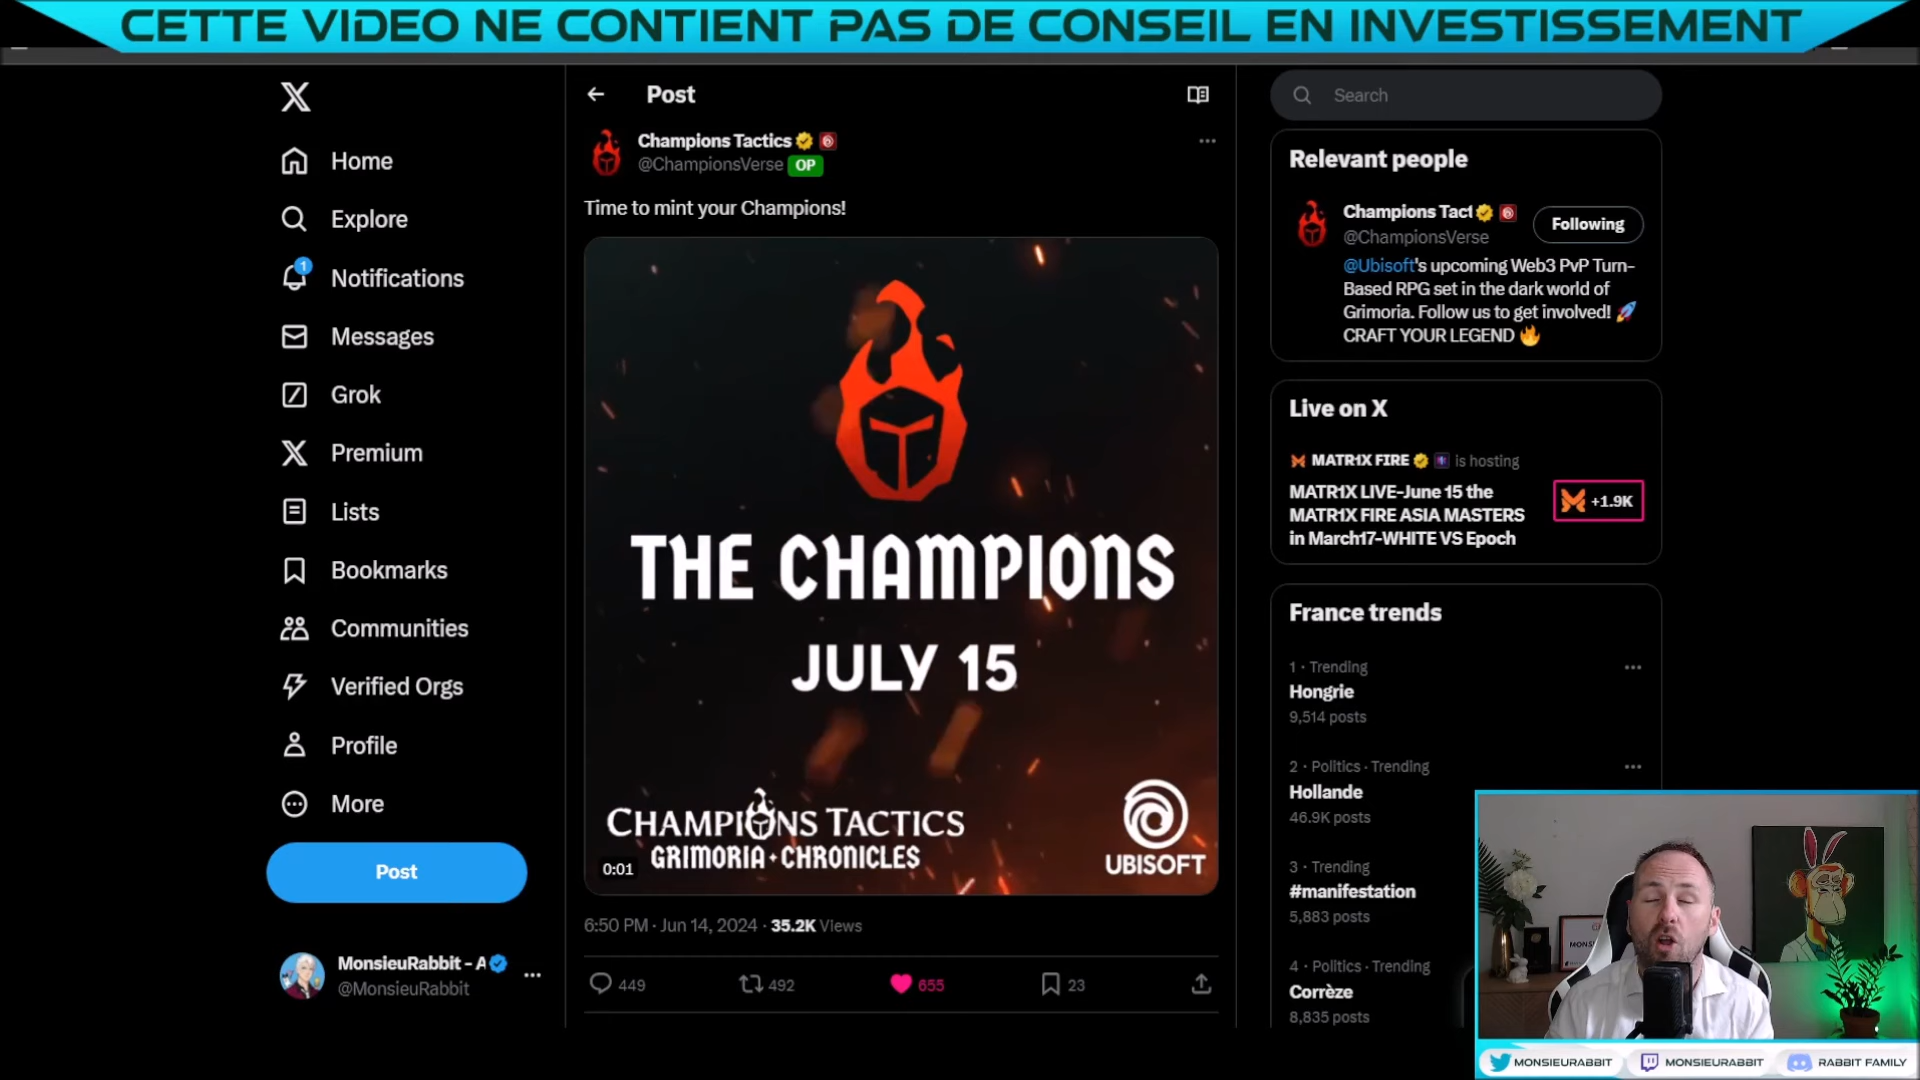 CETTE VIDEO NE CONTIENT PAS DE CONSEIL EN INVESTISSEMENT
Home
Explore
1
Notifications
Messages
Grok
Premium
Lists
Bookmarks
Communities
Verified Orgs
Profile
More
Post
MonsieuRabbit - A
@MonsieuRabbit
Post
Champions Tactics
@ChampionsVerse OP
Time to mint your Champions!
THE CHAMPIONS
JULY 15
CHAMPIONS TACTICS
GRIMORIA CHRONICLES
UBISOFT
0:01
6:50 PM · Jun 14, 2024 · 35.2K Views
449 492 655 23
Search
Relevant people
Champions Tact
@ChampionsVerse
Following
@Ubisoft's upcoming Web3 PvP Turn-
Based RPG set in the dark world of
Grimoria. Follow us to get involved! 🚀
CRAFT YOUR LEGEND 🔥
Live on X
MATR1X FIRE is hosting
MATR1X LIVE-June 15 the
MATR1X FIRE ASIA MASTERS
in March17-WHITE VS Epoch
+1.9K
France trends
1 · Trending
Hongrie
9,514 posts
2 · Politics · Trending
Hollande
46.9K posts
3 · Trending
#manifestation
5,883 posts
4 · Politics · Trending
Corrèze
8,835 posts
MONSIEURABBIT
MONSIEURABBIT
RABBIT FAMILY